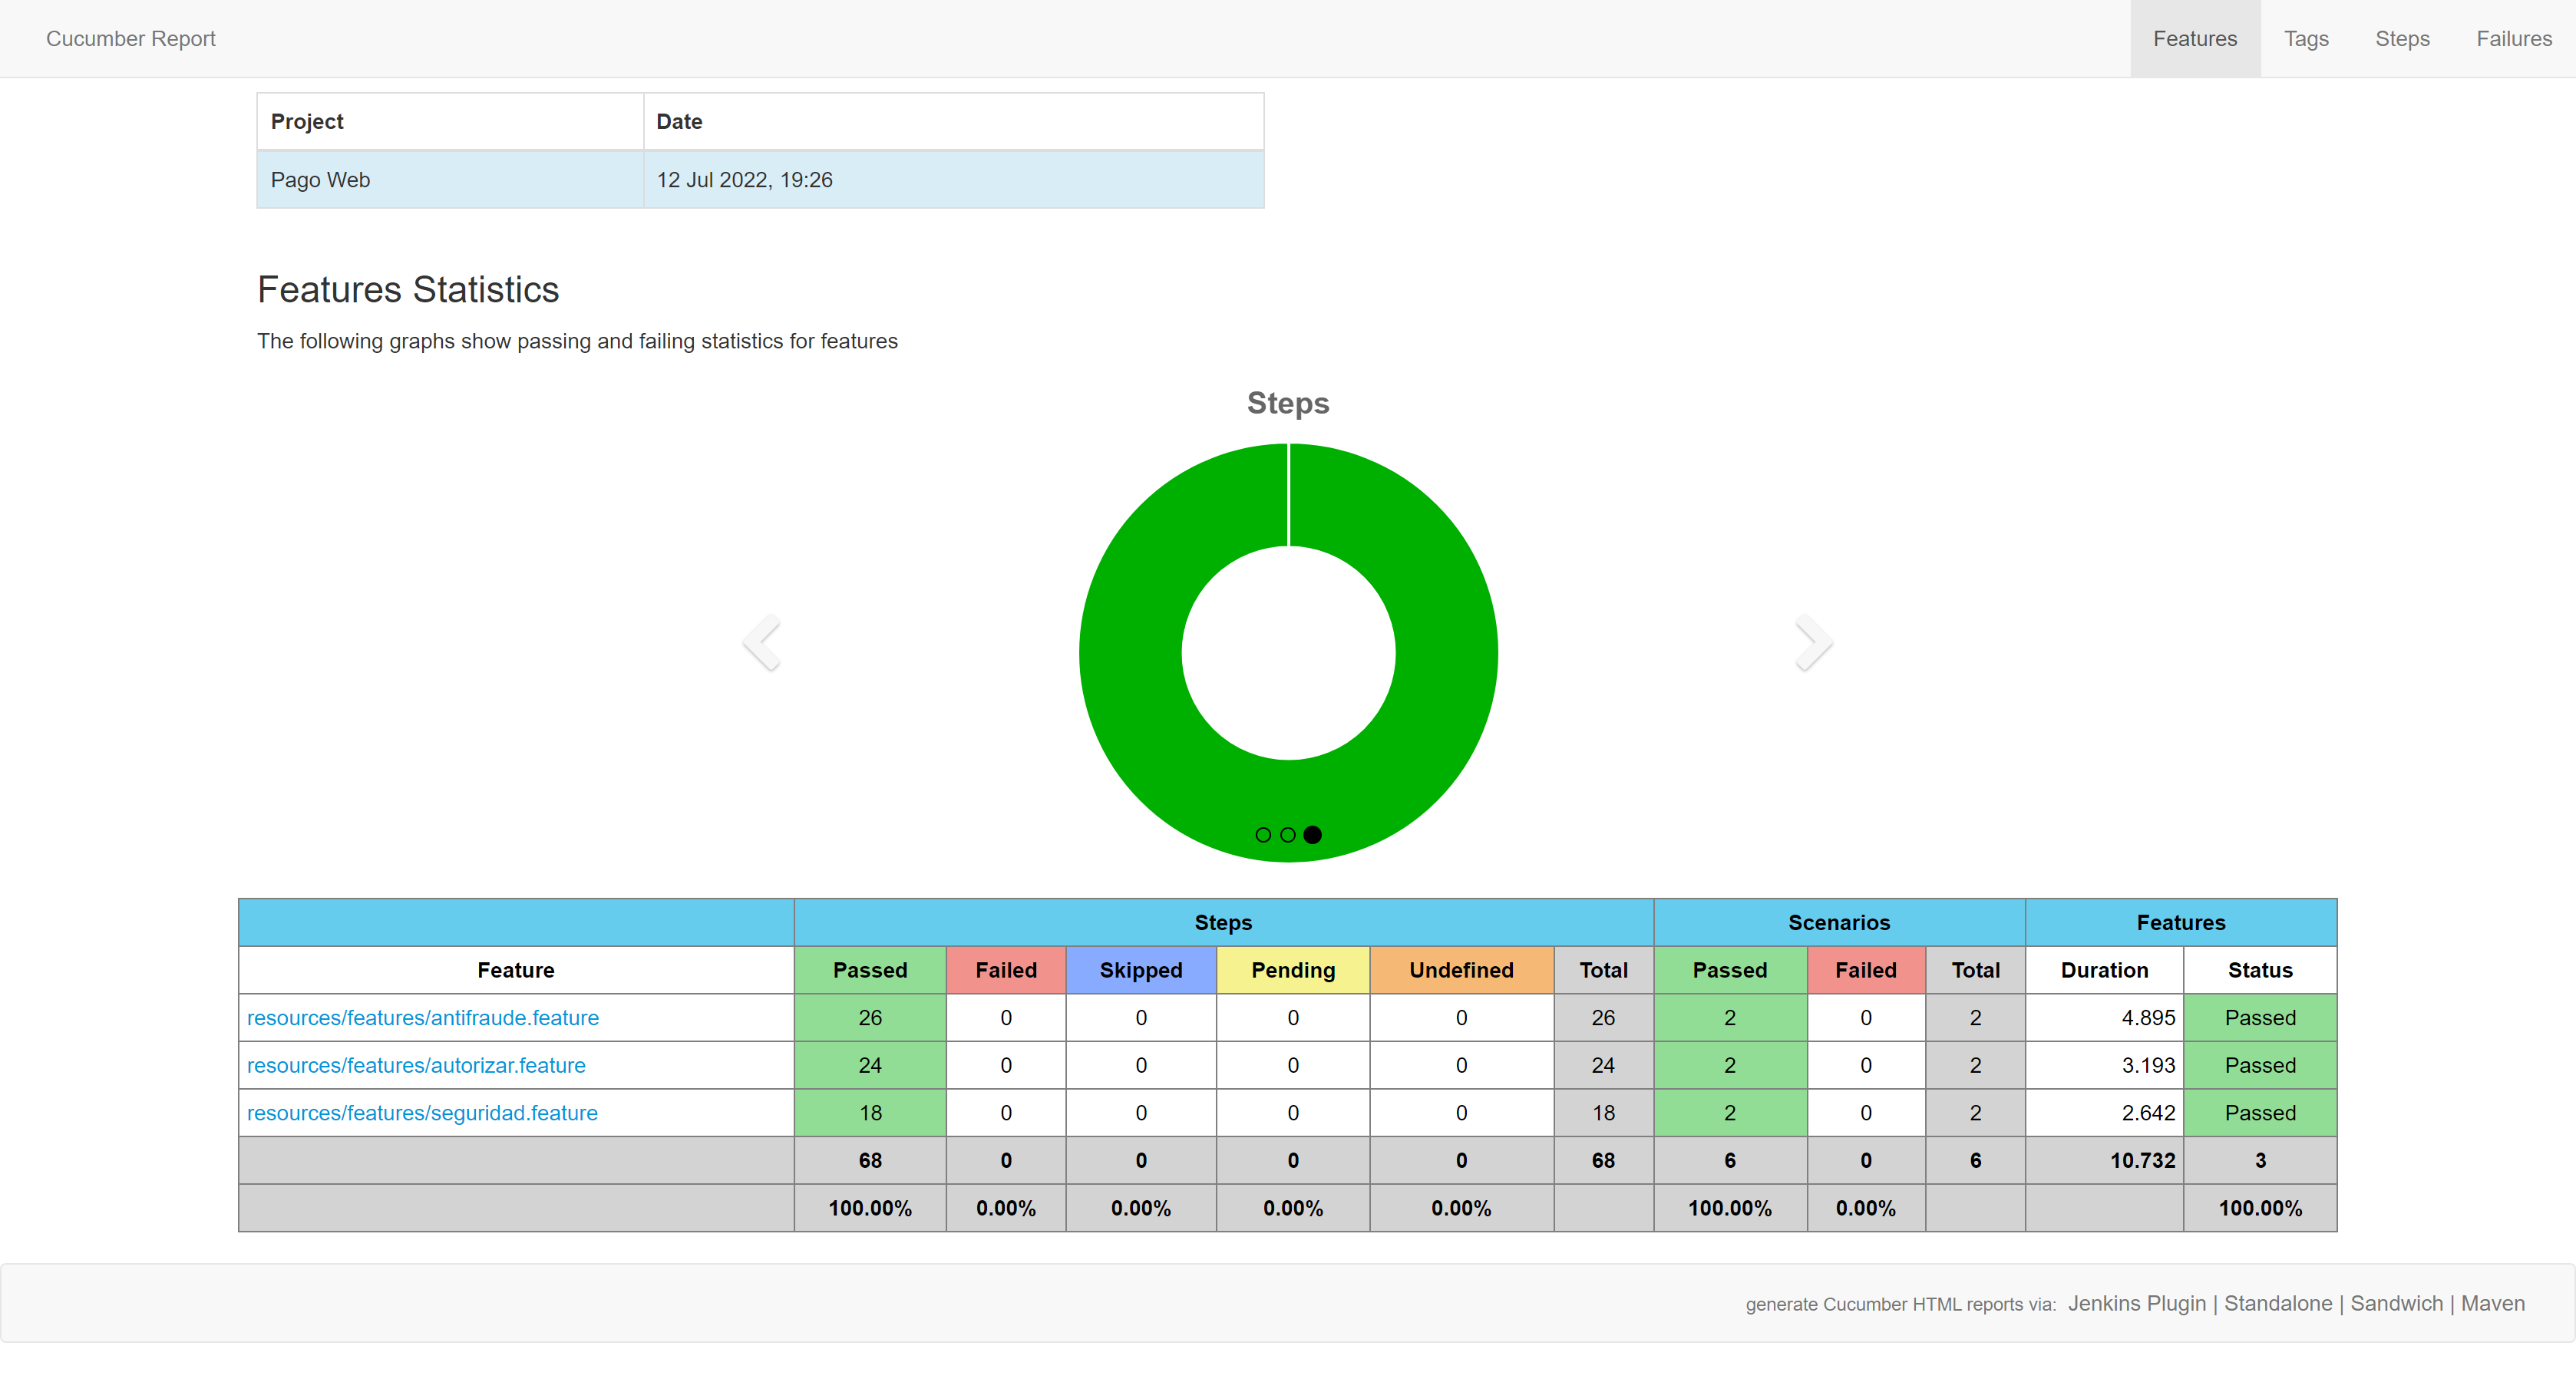 Cucumber Report Features Tags Steps Failures
Project Date
Pago Web 12 Jul 2022, 19:26
Features Statistics
The following graphs show passing and failing statistics for features
Steps
Steps Scenarios Features
Feature Passed Failed Skipped Pending Undefined Total Passed Failed Total Duration Status
resources/features/antifraude.feature 26 0 0 0 0 26 2 0 2 4.895 Passed
resources/features/autorizar.feature 24 0 0 0 0 24 2 0 2 3.193 Passed
resources/features/seguridad.feature 18 0 0 0 0 18 2 0 2 2.642 Passed
68 0 0 0 0 68 6 0 6 10.732 3
100.00% 0.00% 0.00% 0.00% 0.00% 100.00% 0.00% 100.00%
generate Cucumber HTML reports via: Jenkins Plugin | Standalone | Sandwich | Maven